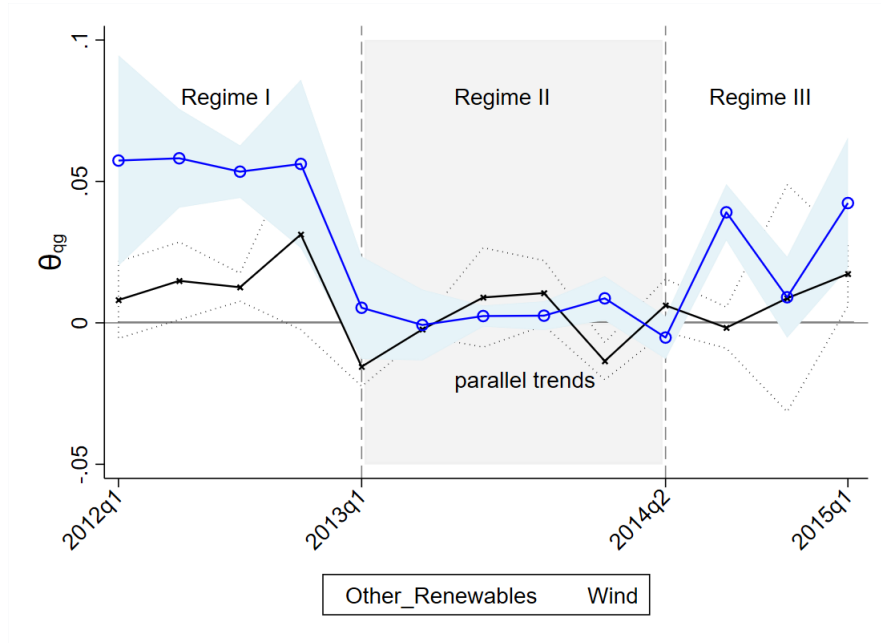 .1
.05
0
-.05
θqg
Regime I
Regime II
Regime III
parallel trends
2012q1
2013q1
2014q2
2015q1
Other_Renewables Wind